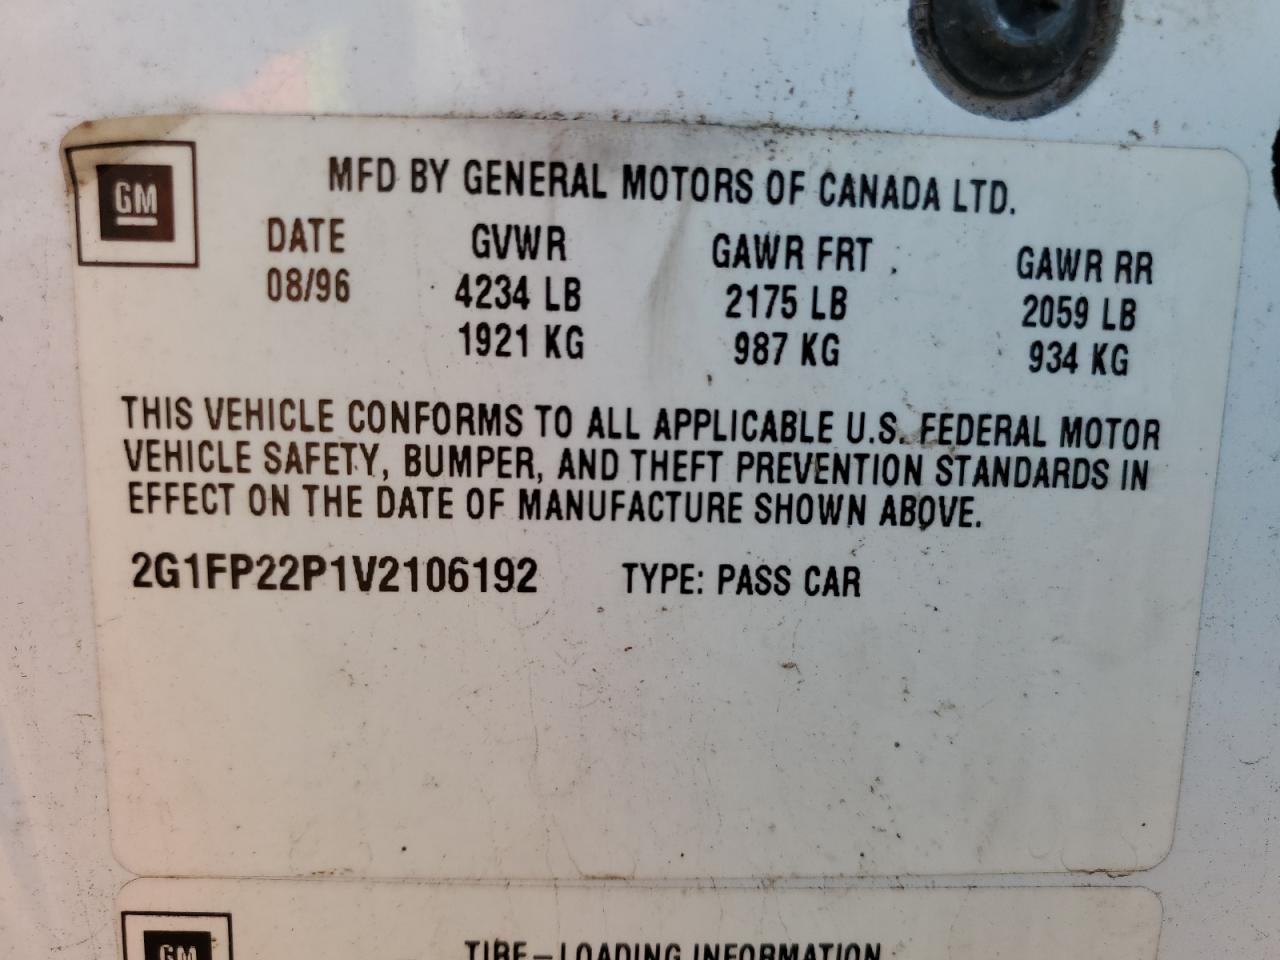 GM
MFD BY GENERAL MOTORS OF CANADA LTD.
DATE GVWR GAWR FRT GAWR RR
08/96 4234 LB 2175 LB 2059 LB
1921 KG 987 KG 934 KG
THIS VEHICLE CONFORMS TO ALL APPLICABLE U.S. FEDERAL MOTOR
VEHICLE SAFETY, BUMPER, AND THEFT PREVENTION STANDARDS IN
EFFECT ON THE DATE OF MANUFACTURE SHOWN ABOVE.
2G1FP22P1V2106192 TYPE: PASS CAR
GM
TIRE-LOADING INFORMATION